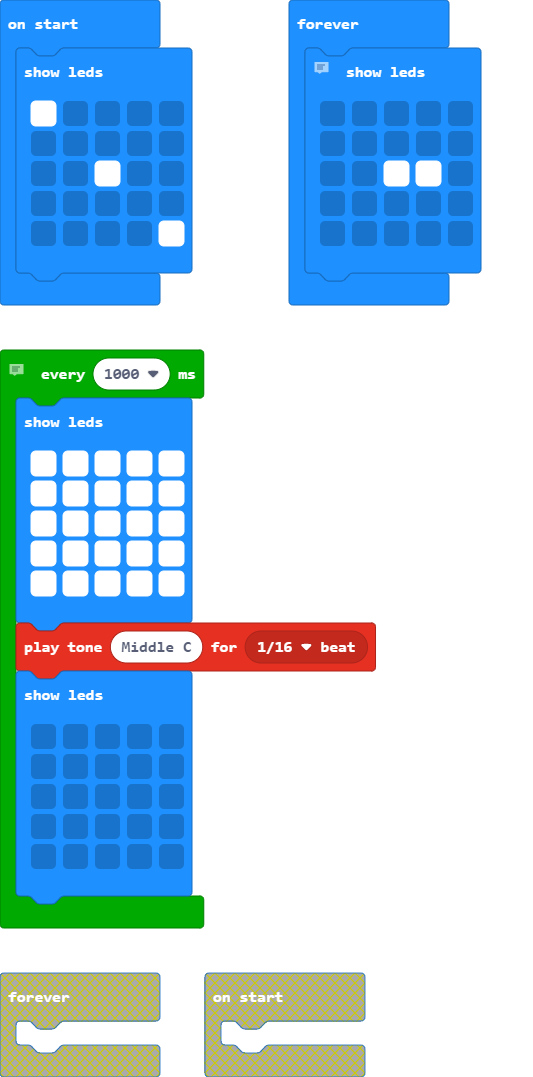 on start
show leds
forever
show leds
every 1000 ms
show leds
play tone Middle C for 1/16 beat
show leds
forever
on start